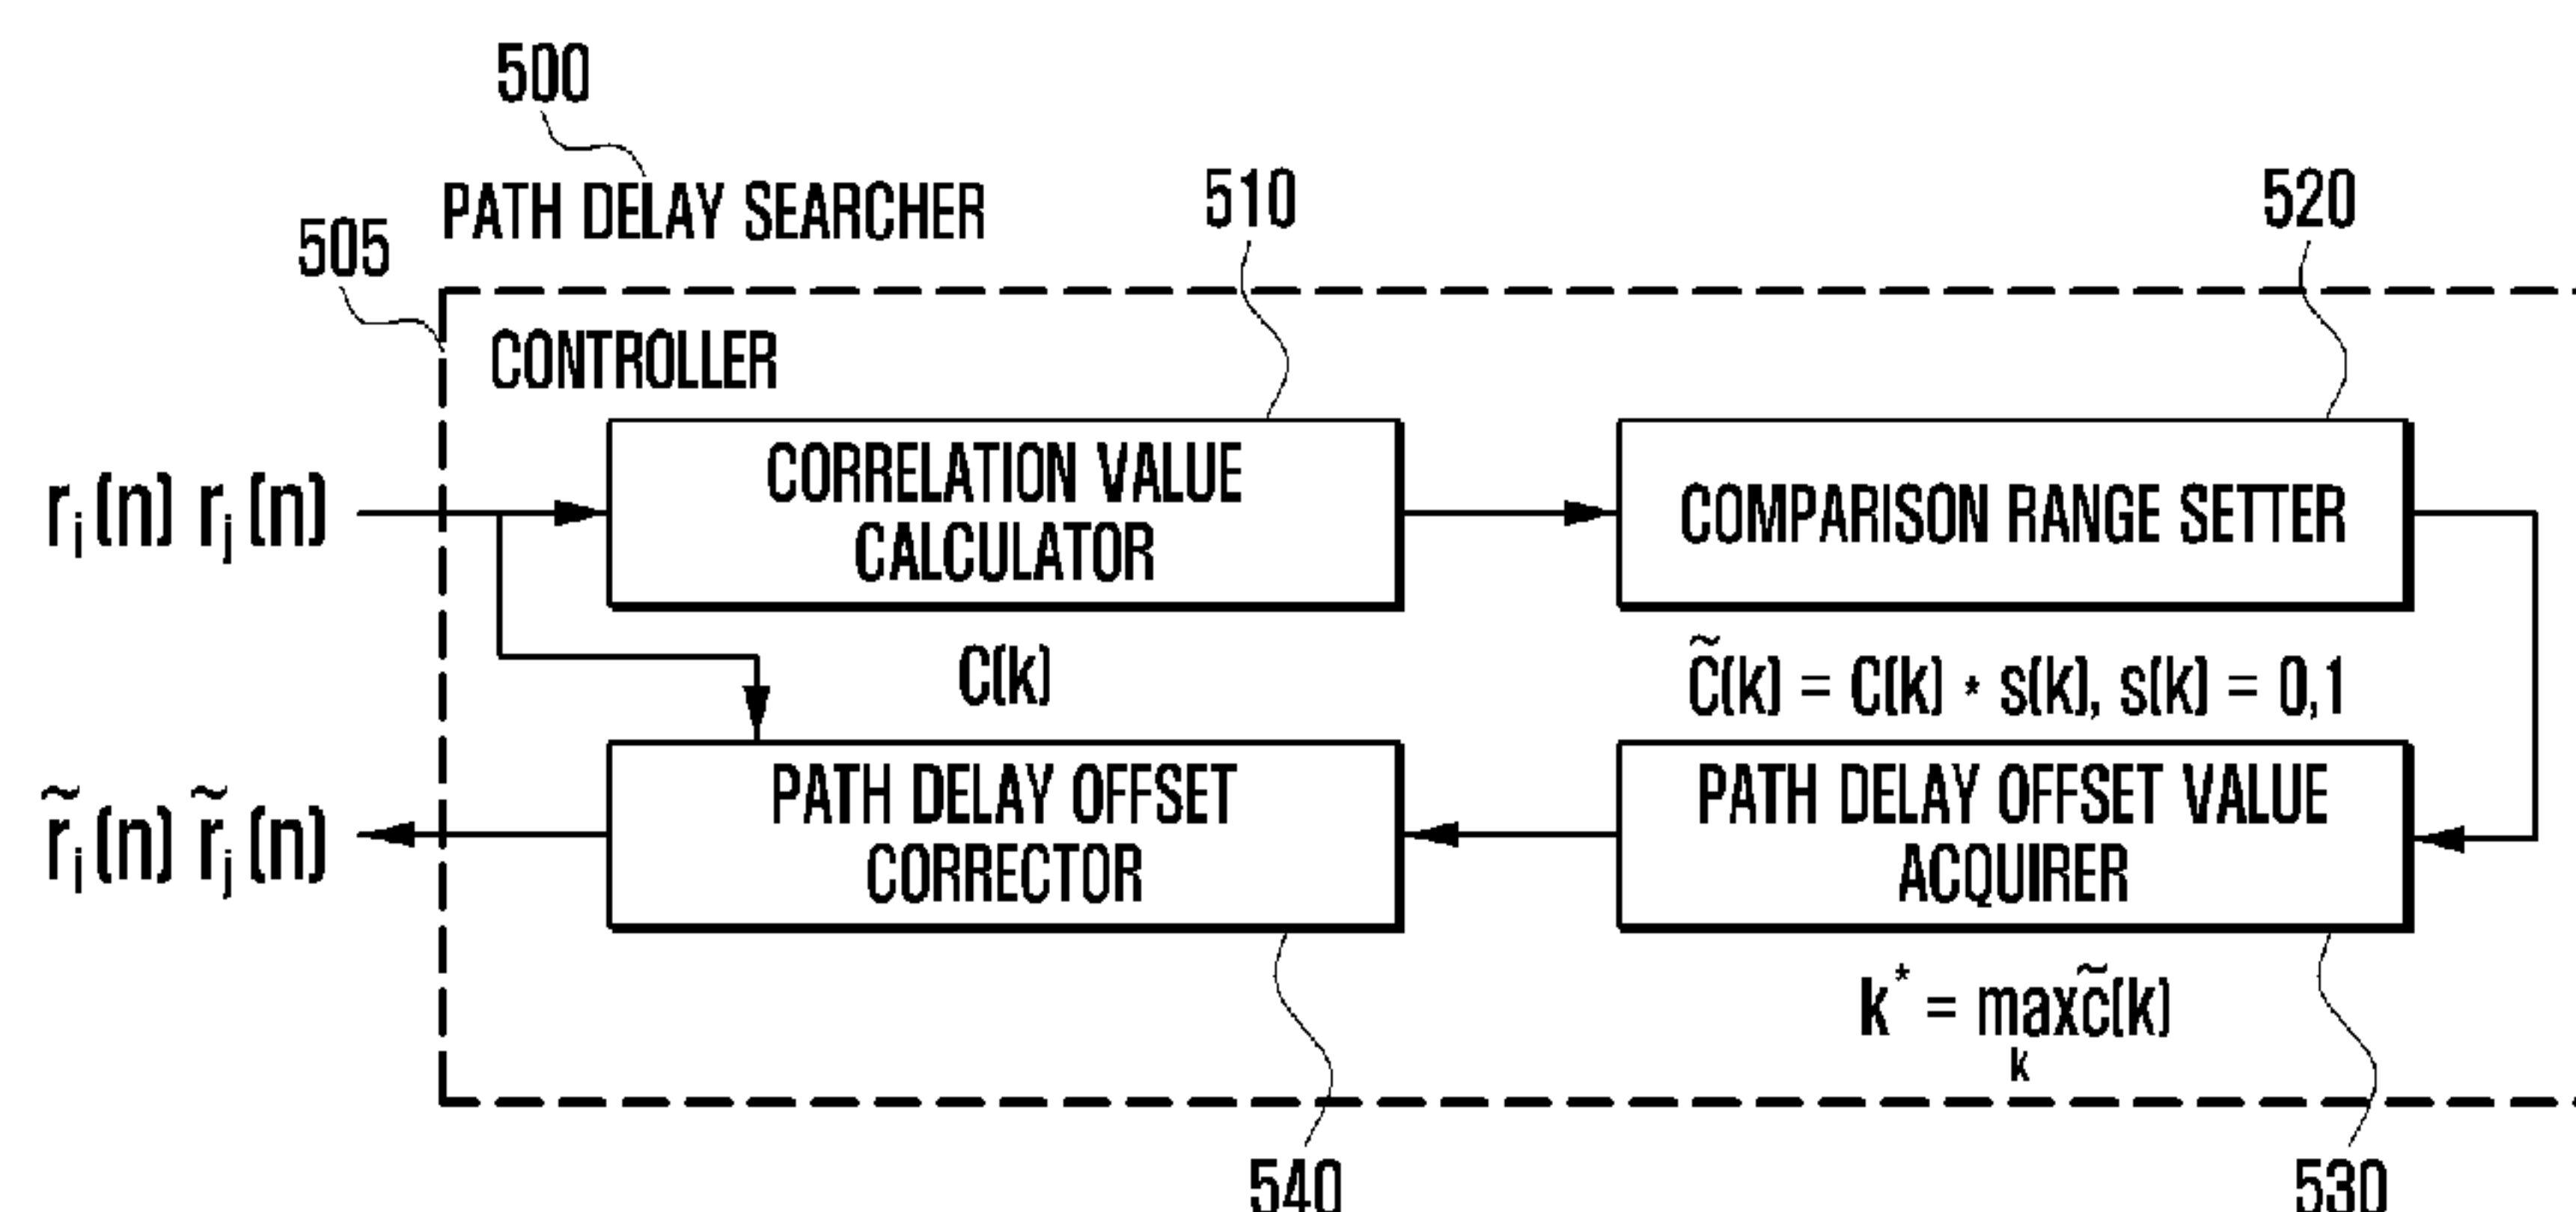 500
PATH DELAY SEARCHER
510
520
505
CONTROLLER
CORRELATION VALUE
CALCULATOR
COMPARISON RANGE SETTER
rᵢ(n) rⱼ(n)
C(k)
c̃(k) = C(k) * s(k), s(k) = 0,1
PATH DELAY OFFSET
CORRECTOR
PATH DELAY OFFSET VALUE
ACQUIRER
r̃ᵢ(n) r̃ⱼ(n)
k* = maxc̃(k)
k
540
530